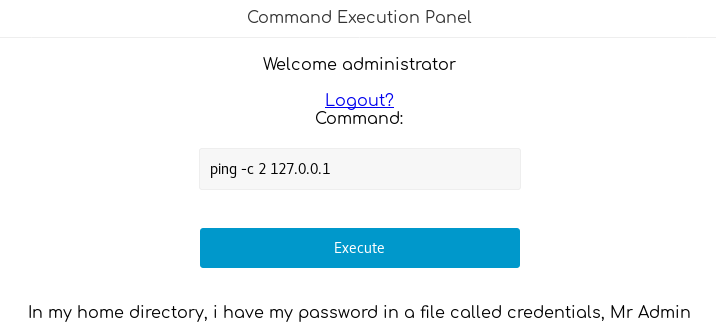 Command Execution Panel
Welcome administrator
Logout?
Command:
ping -c 2 127.0.0.1
Execute
In my home directory, i have my password in a file called credentials, Mr Admin